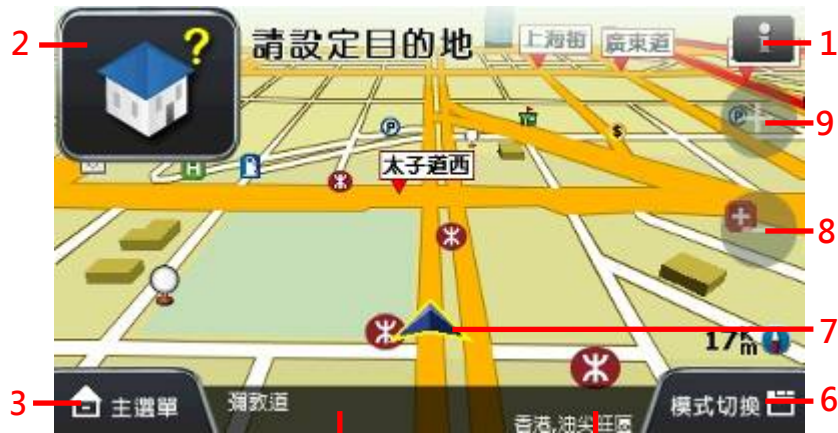 2
?
請設定目的地
上海街
廣東道
1
P
P
9
$
H
太子道西
8
7
17km
3
主選單
彌敦道
香港,油尖旺區
模式切換
6